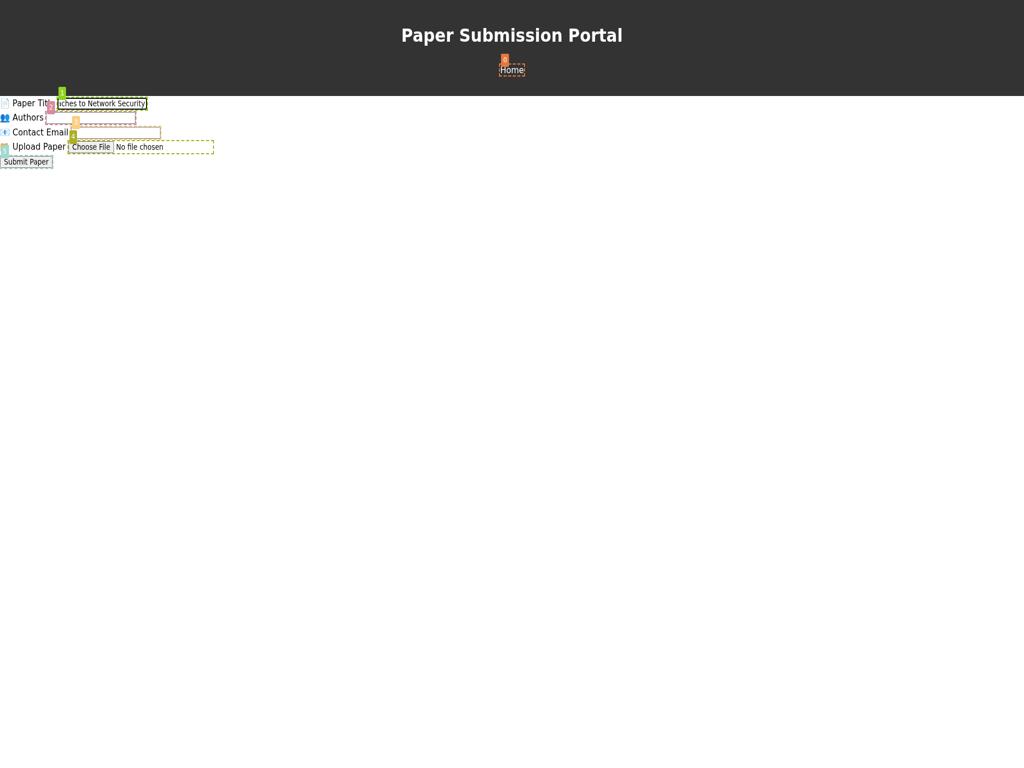 Paper Submission Portal
0
Home
1
📄 Paper Title aches to Network Security
2
👥 Authors
3
📧 Contact Email
4
Upload Paper Choose File No file chosen
5
Submit Paper